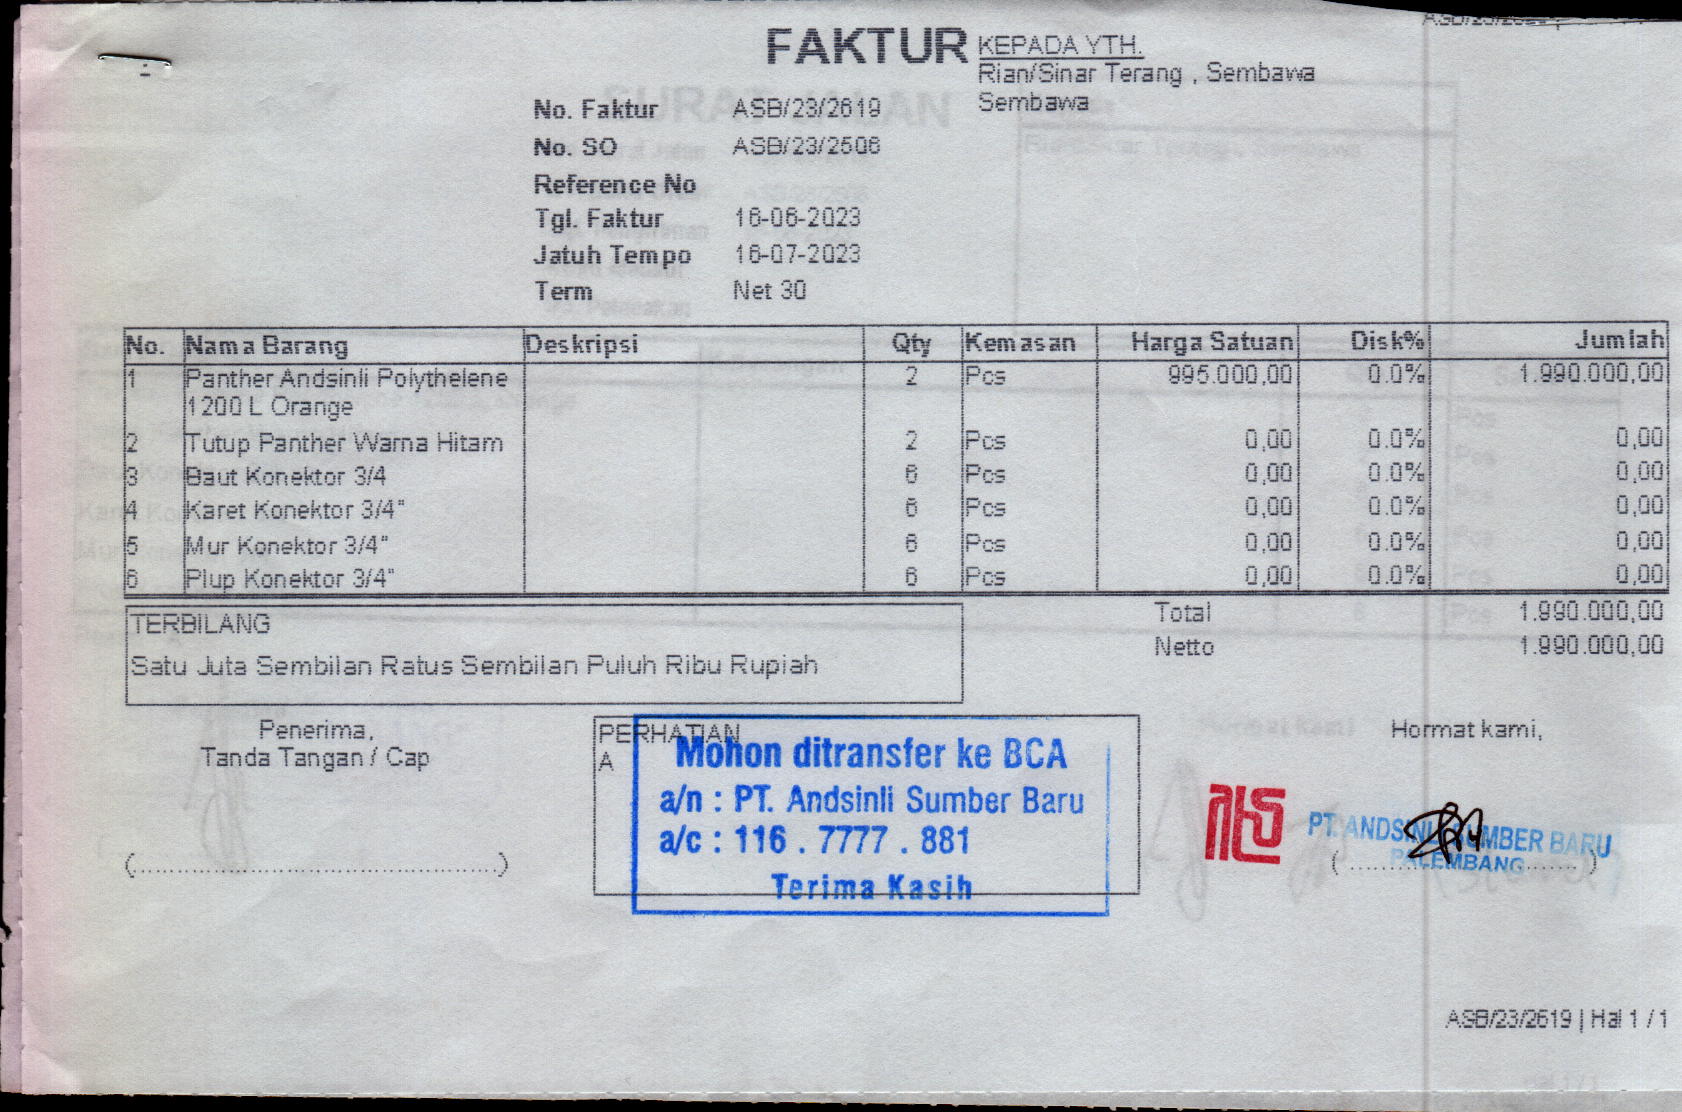 FAKTUR
KEPADA YTH.
Rian/Sinar Terang , Sembawa
Sembawa
No. Faktur ASB/23/2619
No. SO ASB/23/2506
Reference No
Tgl. Faktur 16-06-2023
Jatuh Tempo 16-07-2023
Term Net 30
No. Nama Barang Deskripsi Qty Kemasan Harga Satuan Disk% Jumlah
1 Panther Andsinli Polythelene 2 Pcs 995.000,00 0.0% 1.990.000,00
1200 L Orange
2 Tutup Panther Warna Hitam 2 Pcs 0,00 0.0% 0,00
3 Baut Konektor 3/4 6 Pcs 0,00 0.0% 0,00
4 Karet Konektor 3/4" 6 Pcs 0,00 0.0% 0,00
5 Mur Konektor 3/4" 6 Pcs 0,00 0.0% 0,00
6 Plup Konektor 3/4" 6 Pcs 0,00 0.0% 0,00
TERBILANG
Satu Juta Sembilan Ratus Sembilan Puluh Ribu Rupiah
Total 1.990.000,00
Netto 1.990.000,00
Penerima,
Tanda Tangan / Cap
(..............................................)
PERHATIAN
A
Mohon ditransfer ke BCA
a/n : PT. Andsinli Sumber Baru
a/c : 116 . 7777 . 881
Terima Kasih
Hormat kami,
PT. ANDSINLI SUMBER BARU
PALEMBANG
ASB/23/2619 | Hal 1 / 1